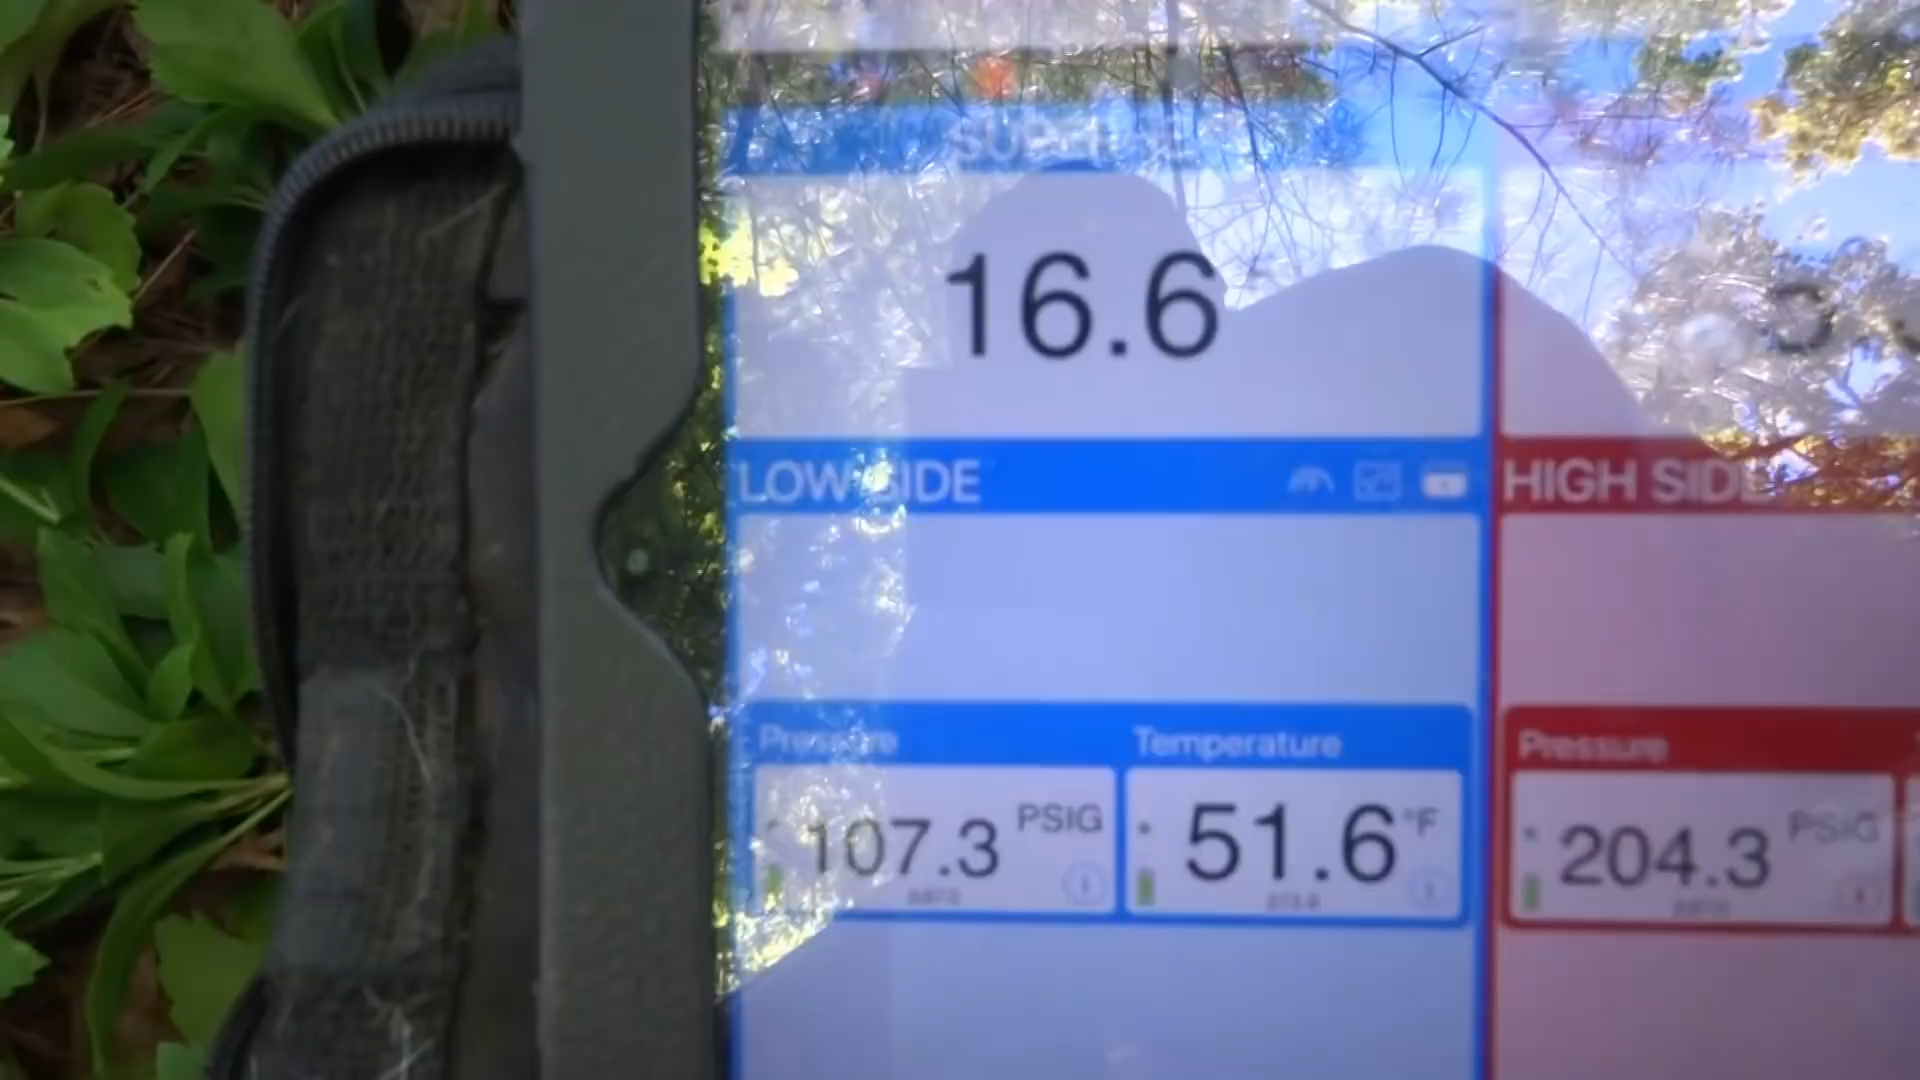 16.6
LOW SIDE
HIGH SIDE
Pressure
Temperature
Pressure
107.3 PSIG
51.6 °F
204.3 PSIG